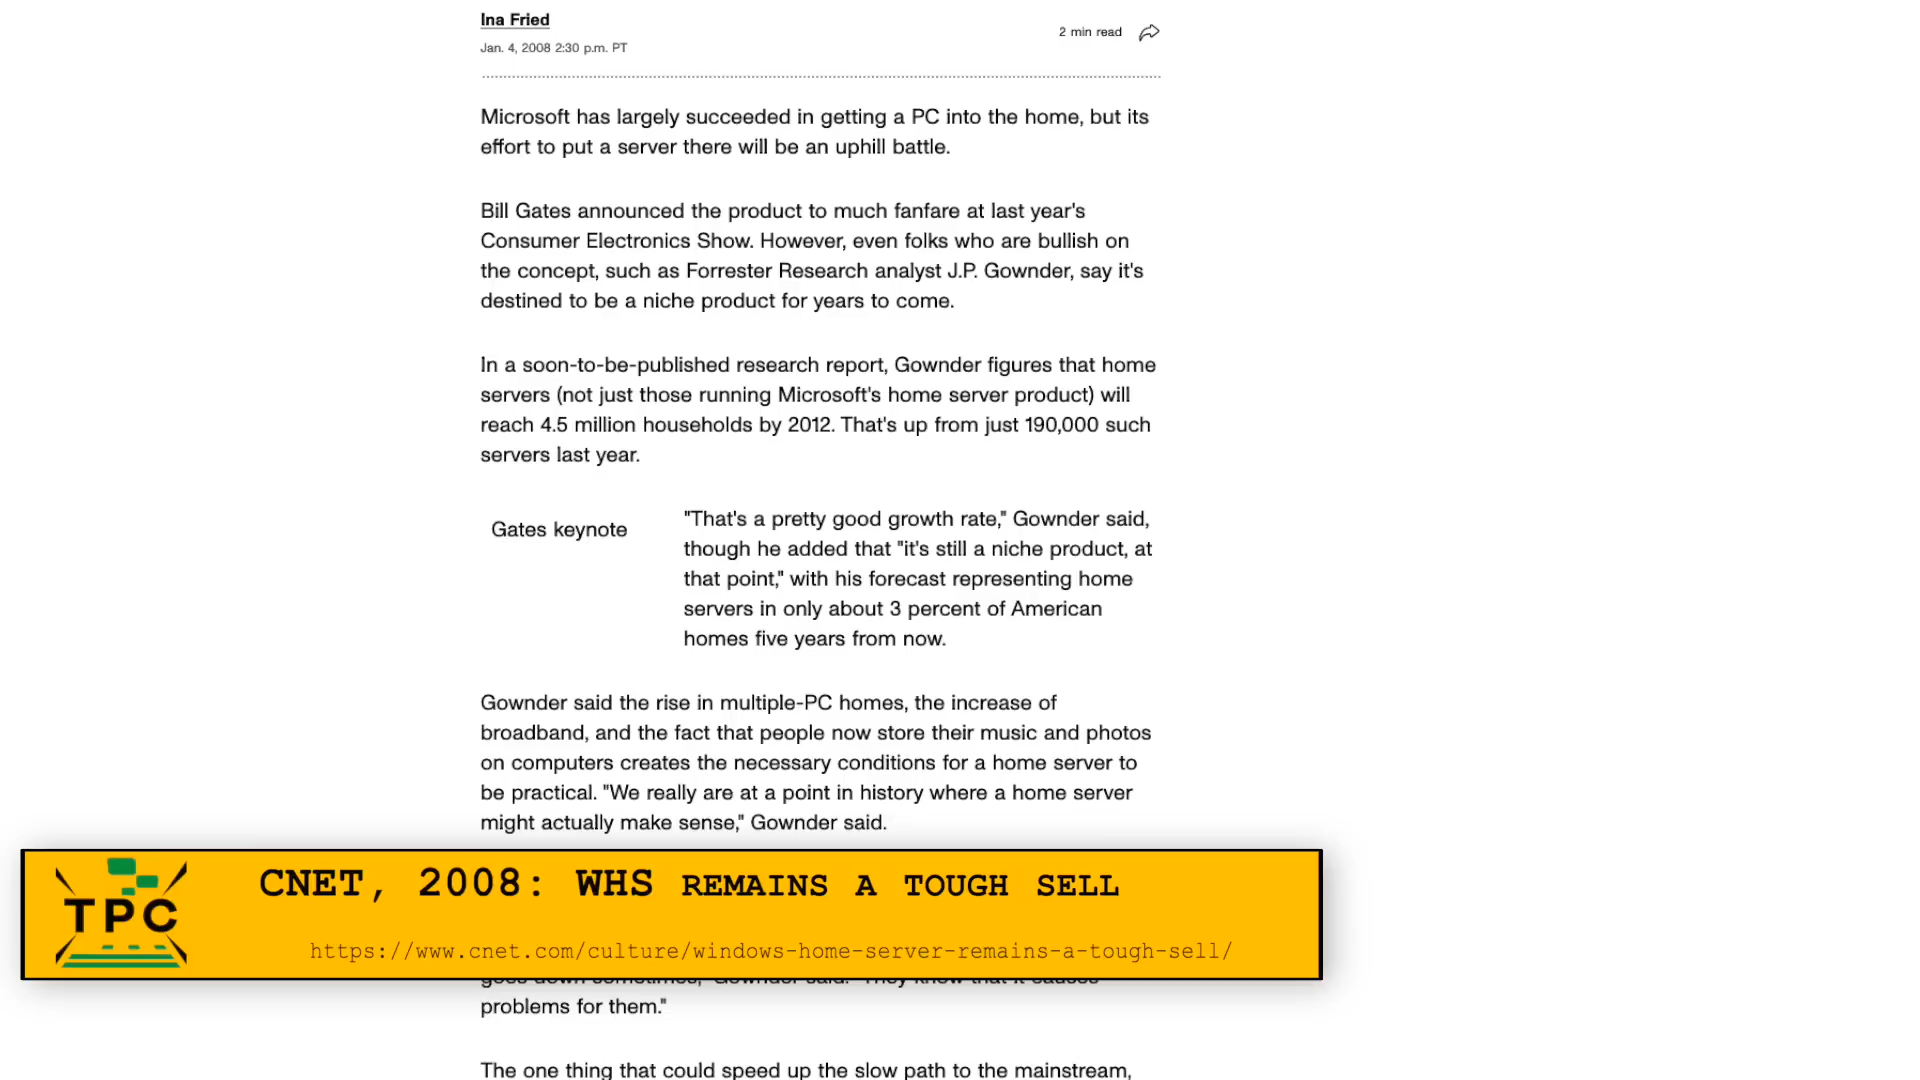 Ina Fried
Jan. 4, 2008 2:30 p.m. PT
2 min read
Microsoft has largely succeeded in getting a PC into the home, but its
effort to put a server there will be an uphill battle.
Bill Gates announced the product to much fanfare at last year's
Consumer Electronics Show. However, even folks who are bullish on
the concept, such as Forrester Research analyst J.P. Gownder, say it's
destined to be a niche product for years to come.
In a soon-to-be-published research report, Gownder figures that home
servers (not just those running Microsoft's home server product) will
reach 4.5 million households by 2012. That's up from just 190,000 such
servers last year.
Gates keynote
"That's a pretty good growth rate," Gownder said,
though he added that "it's still a niche product, at
that point," with his forecast representing home
servers in only about 3 percent of American
homes five years from now.
Gownder said the rise in multiple-PC homes, the increase of
broadband, and the fact that people now store their music and photos
on computers creates the necessary conditions for a home server to
be practical. "We really are at a point in history where a home server
might actually make sense," Gownder said.
TPC
CNET, 2008: WHS REMAINS A TOUGH SELL
https://www.cnet.com/culture/windows-home-server-remains-a-tough-sell/
goes down sometimes," Gownder said. "They know that it causes
problems for them."
The one thing that could speed up the slow path to the mainstream,